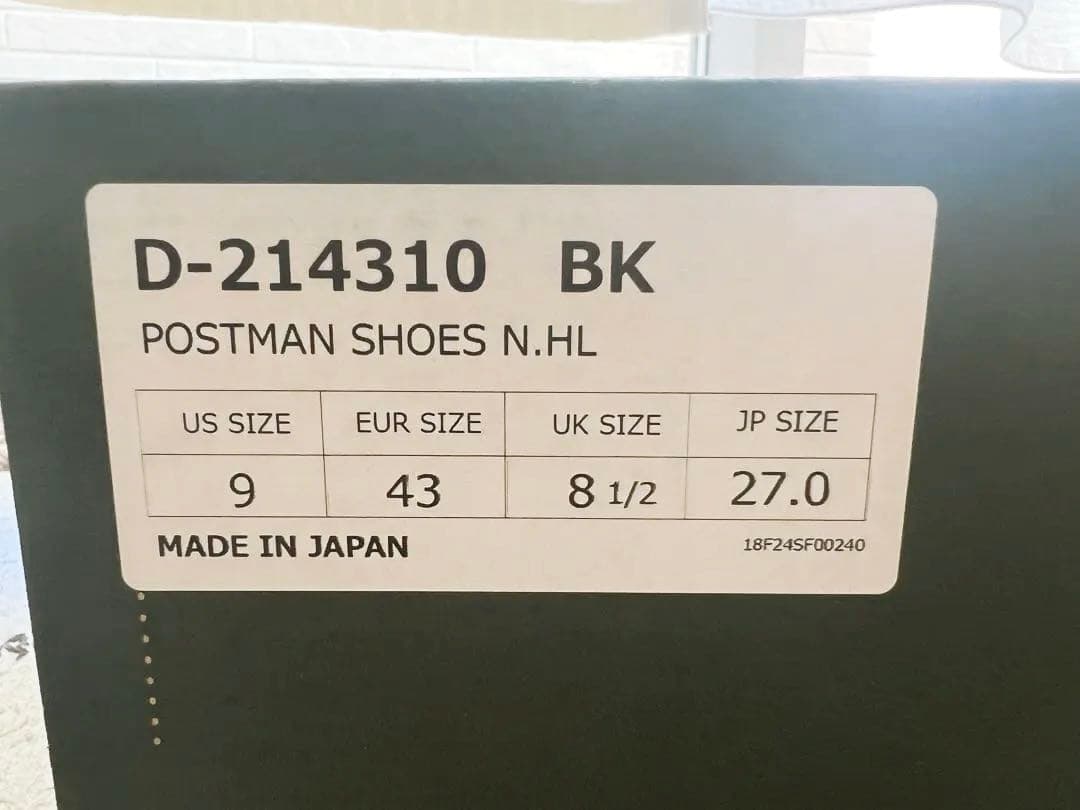 D-214310 BK
POSTMAN SHOES N.HL
US SIZE EUR SIZE UK SIZE JP SIZE
9 43 8 1/2 27.0
MADE IN JAPAN 18F24SF00240